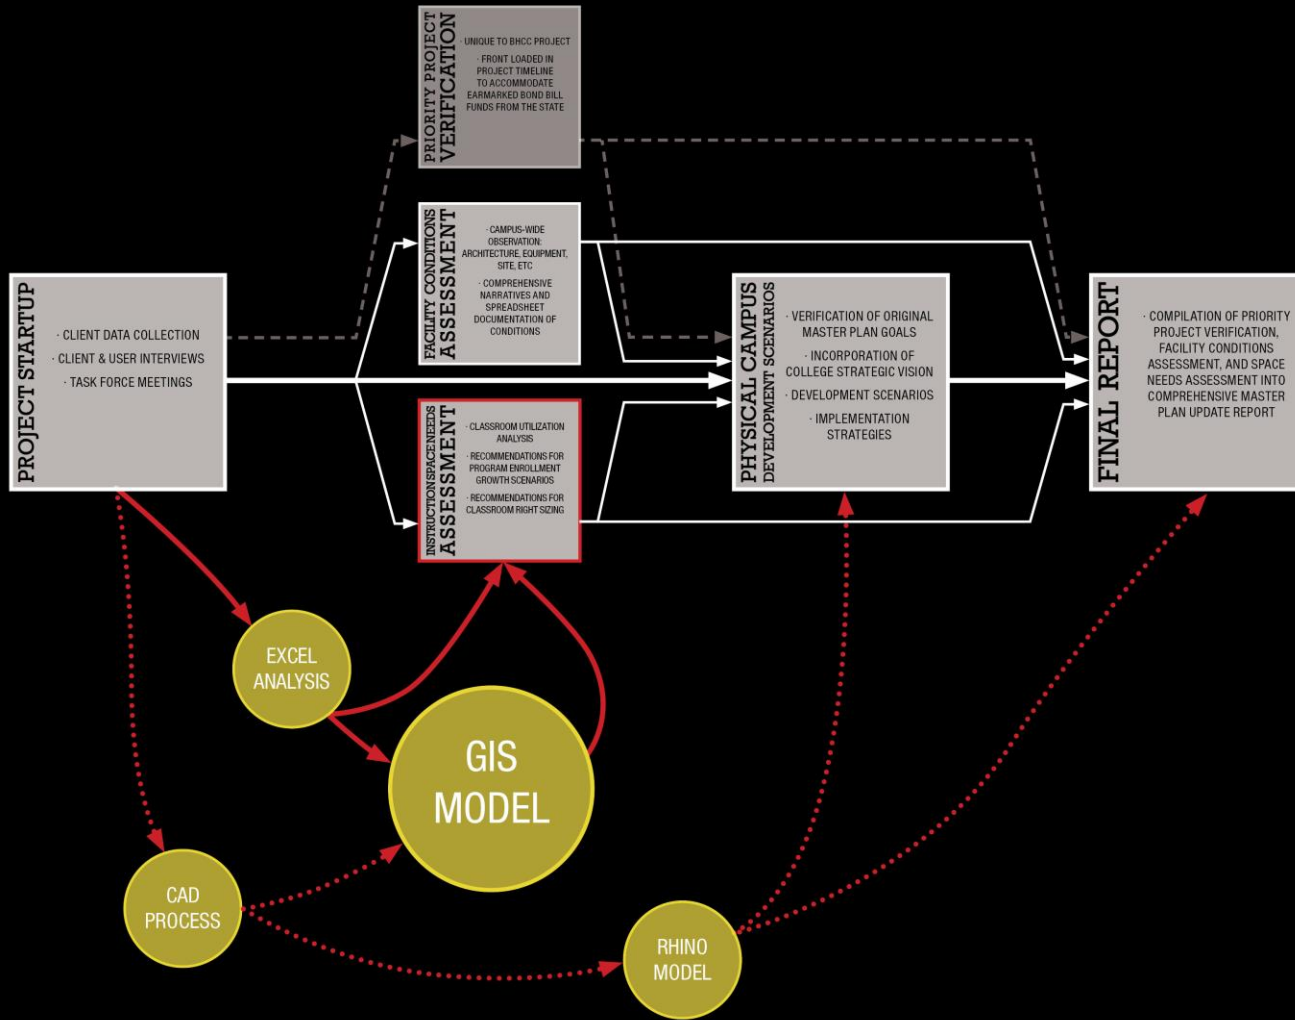 PRIORITY PROJECT
VERIFICATION
· UNIQUE TO BHCC PROJECT
· FRONT LOADED IN
PROJECT TIMELINE
TO ACCOMMODATE
EARMARKED BOND BILL
FUNDS FROM THE STATE
FACILITY CONDITIONS
ASSESSMENT
· CAMPUS-WIDE
OBSERVATION:
ARCHITECTURE, EQUIPMENT,
SITE, ETC
· COMPREHENSIVE
NARRATIVES AND
SPREADSHEET
DOCUMENTATION OF
CONDITIONS
PROJECT STARTUP
· CLIENT DATA COLLECTION
· CLIENT & USER INTERVIEWS
· TASK FORCE MEETINGS
INSTRUCTION SPACE NEEDS
ASSESSMENT
· CLASSROOM UTILIZATION
ANALYSIS
· RECOMMENDATIONS FOR
PROGRAM ENROLLMENT
GROWTH SCENARIOS
· RECOMMENDATIONS FOR
CLASSROOM RIGHT SIZING
PHYSICAL CAMPUS
DEVELOPMENT SCENARIOS
· VERIFICATION OF ORIGINAL
MASTER PLAN GOALS
· INCORPORATION OF
COLLEGE STRATEGIC VISION
· DEVELOPMENT SCENARIOS
· IMPLEMENTATION
STRATEGIES
FINAL REPORT
· COMPILATION OF PRIORITY
PROJECT VERIFICATION,
FACILITY CONDITIONS
ASSESSMENT, AND SPACE
NEEDS ASSESSMENT INTO
COMPREHENSIVE MASTER
PLAN UPDATE REPORT
EXCEL
ANALYSIS
GIS
MODEL
CAD
PROCESS
RHINO
MODEL